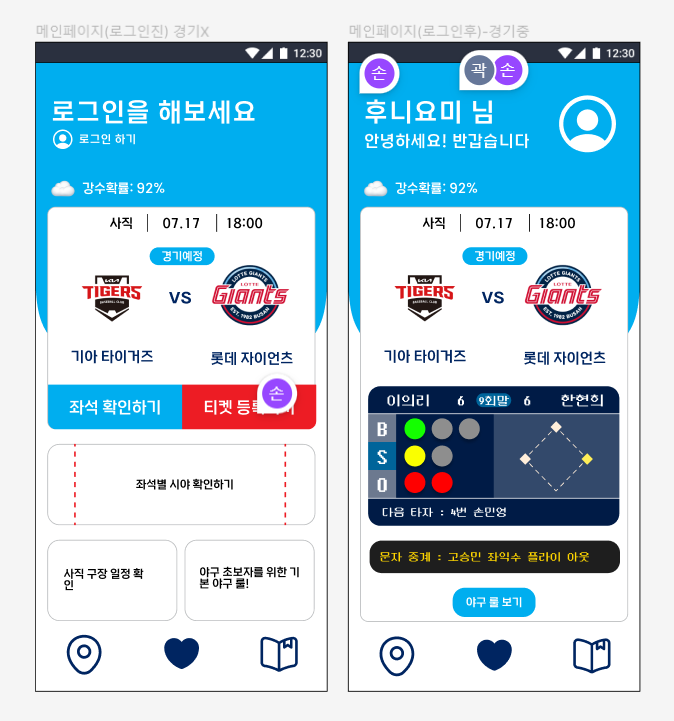 메인페이지(로그인진) 경기X
12:30
로그인을 해보세요
로그인 하기
강수확률: 92%
사직 | 07.17 | 18:00
경기예정
KIA
TIGERS
BASEBALL CLUB
VS
LOTTE GIANTS
LOTTE
Giants
EST. 1982 BUSAN
기아 타이거즈
롯데 자이언츠
좌석 확인하기
티켓 등록
손
좌석별 시야 확인하기
사직 구장 일정 확
인
야구 초보자를 위한 기
본 야구 룰!
메인페이지(로그인후)-경기중
12:30
손
곽
손
후니요미 님
안녕하세요! 반갑습니다
강수확률: 92%
사직 | 07.17 | 18:00
경기예정
KIA
TIGERS
BASEBALL CLUB
VS
LOTTE GIANTS
LOTTE
Giants
EST. 1982 BUSAN
기아 타이거즈
롯데 자이언츠
이의리 6 9회말 6 한현희
B
S
O
다음 타자 : 4번 손민영
문자 중계 : 고승민 좌익수 플라이 아웃
야구 룰 보기